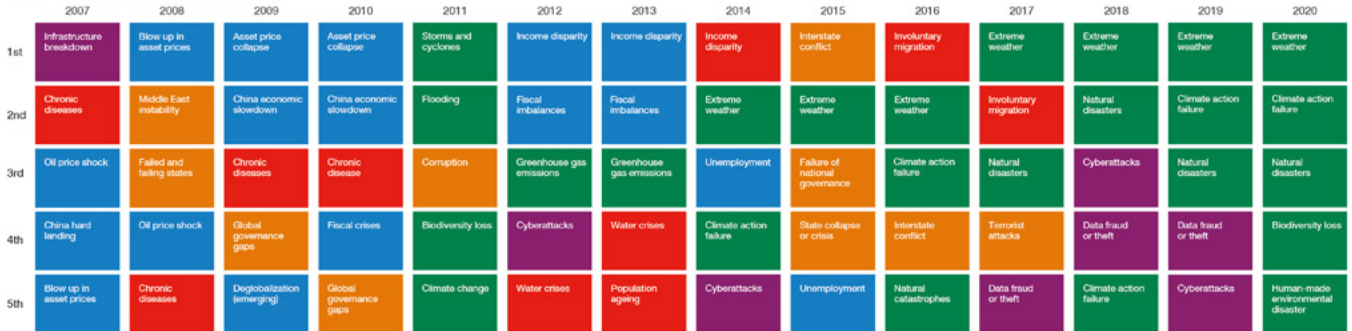 2007 2008 2009 2010 2011 2012 2013 2014 2015 2016 2017 2018 2019 2020
1st
Infrastructure
breakdown
Blow up in
asset prices
Asset price
collapse
Asset price
collapse
Storms and
cyclones
Income disparity
Income disparity
Income
disparity
Interstate
conflict
Involuntary
migration
Extreme
weather
Extreme
weather
Extreme
weather
Extreme
weather
2nd
Chronic
diseases
Middle East
instability
China economic
slowdown
China economic
slowdown
Flooding
Fiscal
imbalances
Fiscal
imbalances
Extreme
weather
Extreme
weather
Extreme
weather
Involuntary
migration
Natural
disasters
Climate action
failure
Climate action
failure
3rd
Oil price shock
Failed and
failing states
Chronic
diseases
Chronic
disease
Corruption
Greenhouse gas
emissions
Greenhouse
gas emissions
Unemployment
Failure of
national
governance
Climate action
failure
Natural
disasters
Cyberattacks
Natural
disasters
Natural
disasters
4th
China hard
landing
Oil price shock
Global
governance
gaps
Fiscal crises
Biodiversity loss
Cyberattacks
Water crises
Climate action
failure
State collapse
or crisis
Interstate
conflict
Terrorist
attacks
Data fraud
or theft
Data fraud
or theft
Biodiversity loss
5th
Blow up in
asset prices
Chronic
diseases
Deglobalization
(emerging)
Global
governance
gaps
Climate change
Water crises
Population
ageing
Cyberattacks
Unemployment
Natural
catastrophes
Data fraud
or theft
Climate action
failure
Cyberattacks
Human-made
environmental
disaster